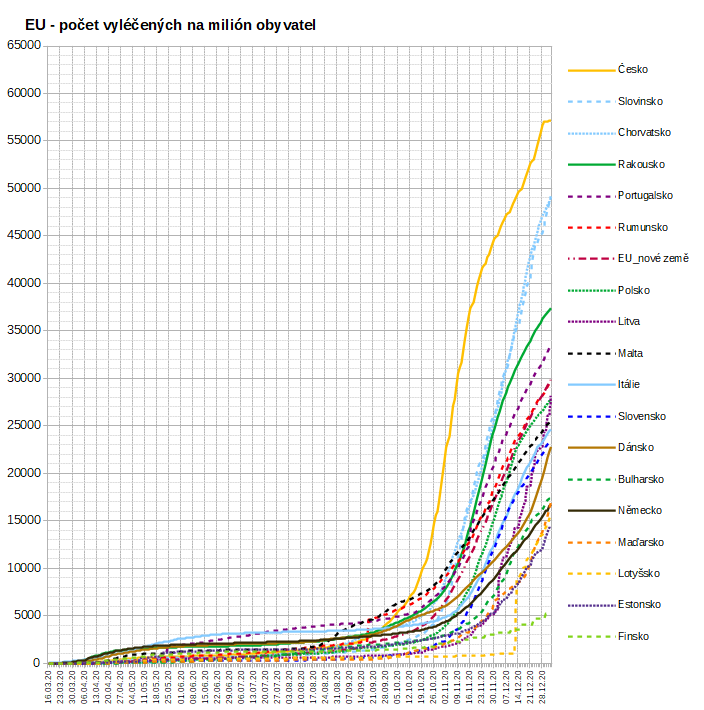 EU - počet vyléčených na milión obyvatel
65000
60000
55000
50000
45000
40000
35000
30000
25000
20000
15000
10000
5000
0
Česko
Slovinsko
Chorvatsko
Rakousko
Portugalsko
Rumunsko
EU_nové země
Polsko
Litva
Malta
Itálie
Slovensko
Dánsko
Bulharsko
Německo
Maďarsko
Lotyšsko
Estonsko
Finsko
16.03.20
23.03.20
30.03.20
06.04.20
13.04.20
20.04.20
27.04.20
04.05.20
11.05.20
18.05.20
25.05.20
01.06.20
08.06.20
15.06.20
22.06.20
29.06.20
06.07.20
13.07.20
20.07.20
27.07.20
03.08.20
10.08.20
17.08.20
24.08.20
31.08.20
07.09.20
14.09.20
21.09.20
28.09.20
05.10.20
12.10.20
19.10.20
26.10.20
02.11.20
09.11.20
16.11.20
23.11.20
30.11.20
07.12.20
14.12.20
21.12.20
28.12.20